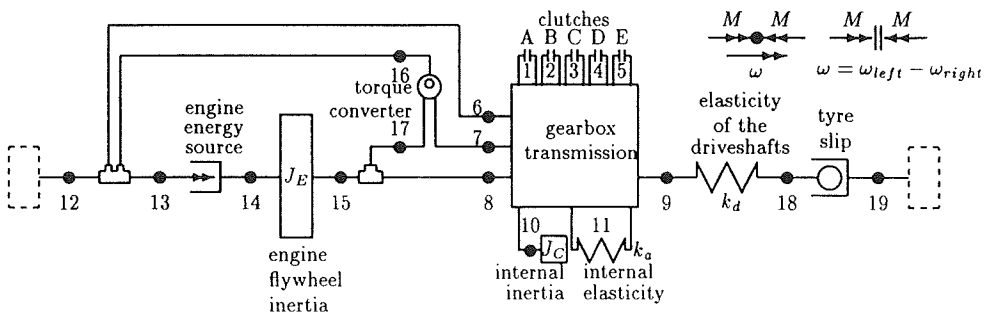 clutches
A B C D E
1 2 3 4 5
M M M M
ω
ω = ω_left − ω_right
16
torque
converter
17
engine
energy
source
6
7
gearbox
transmission
elasticity
of the
driveshafts
tyre
slip
J_E
12
13
14
15
8
9
k_d
18
19
10
11
J_C
k_a
engine
flywheel
inertia
internal
inertia
internal
elasticity